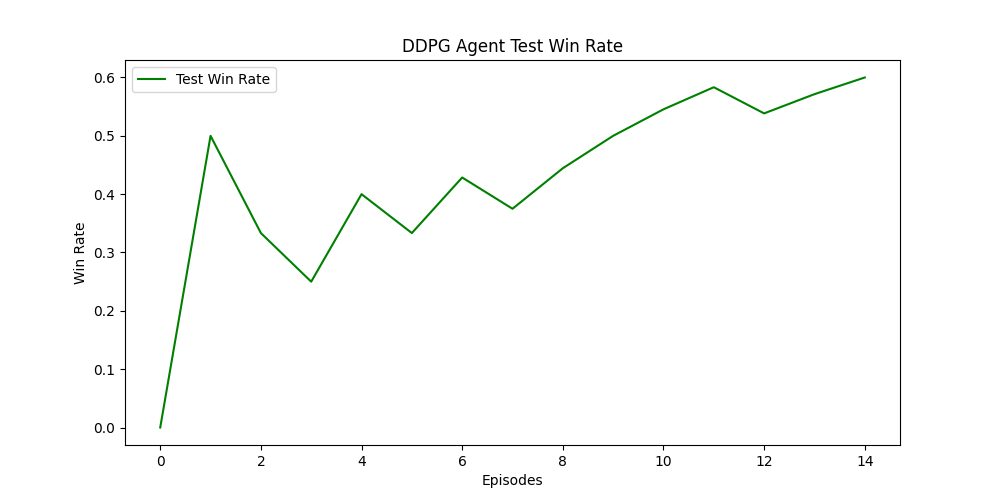 DDPG Agent Test Win Rate
Test Win Rate
0.6
0.5
0.4
0.3
0.2
0.1
0.0
Win Rate
0 2 4 6 8 10 12 14
Episodes